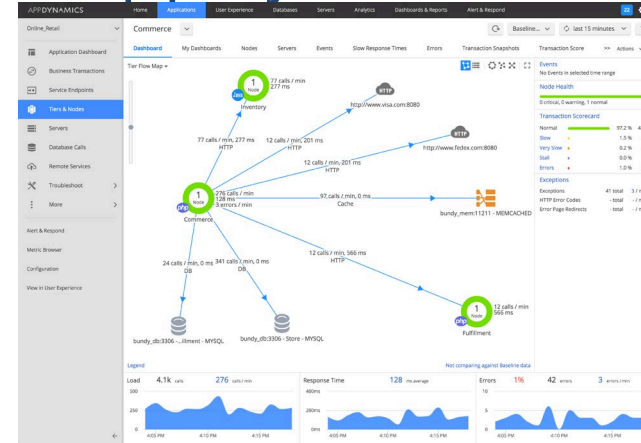 APPDYNAMICS
Home Applications User Experience Databases Servers Analytics Dashboards & Reports Alert & Respond 22
Online_Retail
Commerce
Baseline... last 15 minutes
Application Dashboard
Business Transactions
Service Endpoints
Tiers & Nodes
Servers
Database Calls
Remote Services
Troubleshoot
More
Alert & Respond
Metric Browser
Configuration
View in User Experience
Dashboard My Dashboards Nodes Servers Events Slow Response Times Errors Transaction Snapshots Transaction Score >> Actions
Tier Flow Map
1
Node
Java
Inventory
77 calls / min
277 ms
HTTP
http://www.visa.com:8080
HTTP
http://www.fedex.com:8080
77 calls / min, 277 ms
HTTP
12 calls / min, 201 ms
HTTP
12 calls / min, 201 ms
HTTP
1
Node
php
Commerce
276 calls / min
128 ms
3 errors / min
97 calls / min, 0 ms
Cache
bundy_mem:11211 - MEMCACHED
24 calls / min, 0 ms
DB
341 calls / min, 0 ms
DB
12 calls / min, 566 ms
HTTP
1
Node
php
Fulfillment
12 calls / min
566 ms
bundy_db:3306 -...illment - MYSQL
bundy_db:3306 - Store - MYSQL
Legend
Not comparing against Baseline data
Events
No Events in selected time range
Node Health
0 critical, 0 warning, 1 normal
Transaction Scorecard
Normal 97.2 %
Slow 1.5 %
Very Slow 0.2 %
Stall 0.0 %
Errors 1.0 %
Exceptions
Exceptions 41 total
HTTP Error Codes - total
Error Page Redirects - total
Load 4.1k calls 276 calls / min
500
250
0
4:05 PM 4:10 PM 4:15 PM
Response Time 128 ms average
480ms
280ms
0ms
4:05 PM 4:10 PM 4:15 PM
Errors 1% 42 errors 3 errors / min
10
5
0
4:05 PM 4:10 PM 4:15 PM